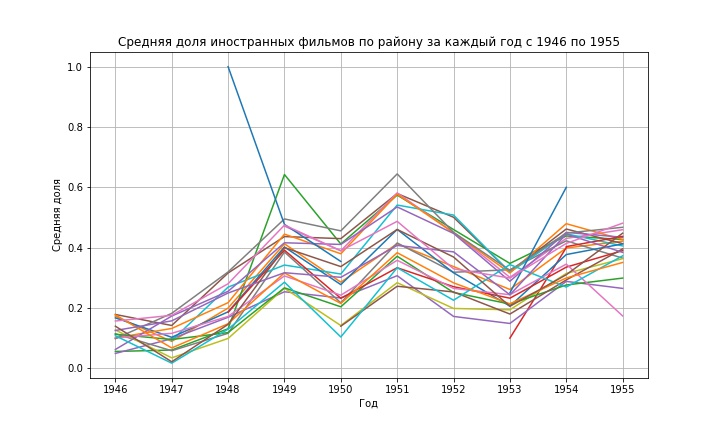 Средняя доля иностранных фильмов по району за каждый год с 1946 по 1955
Средняя доля
1.0
0.8
0.6
0.4
0.2
0.0
1946 1947 1948 1949 1950 1951 1952 1953 1954 1955
Год